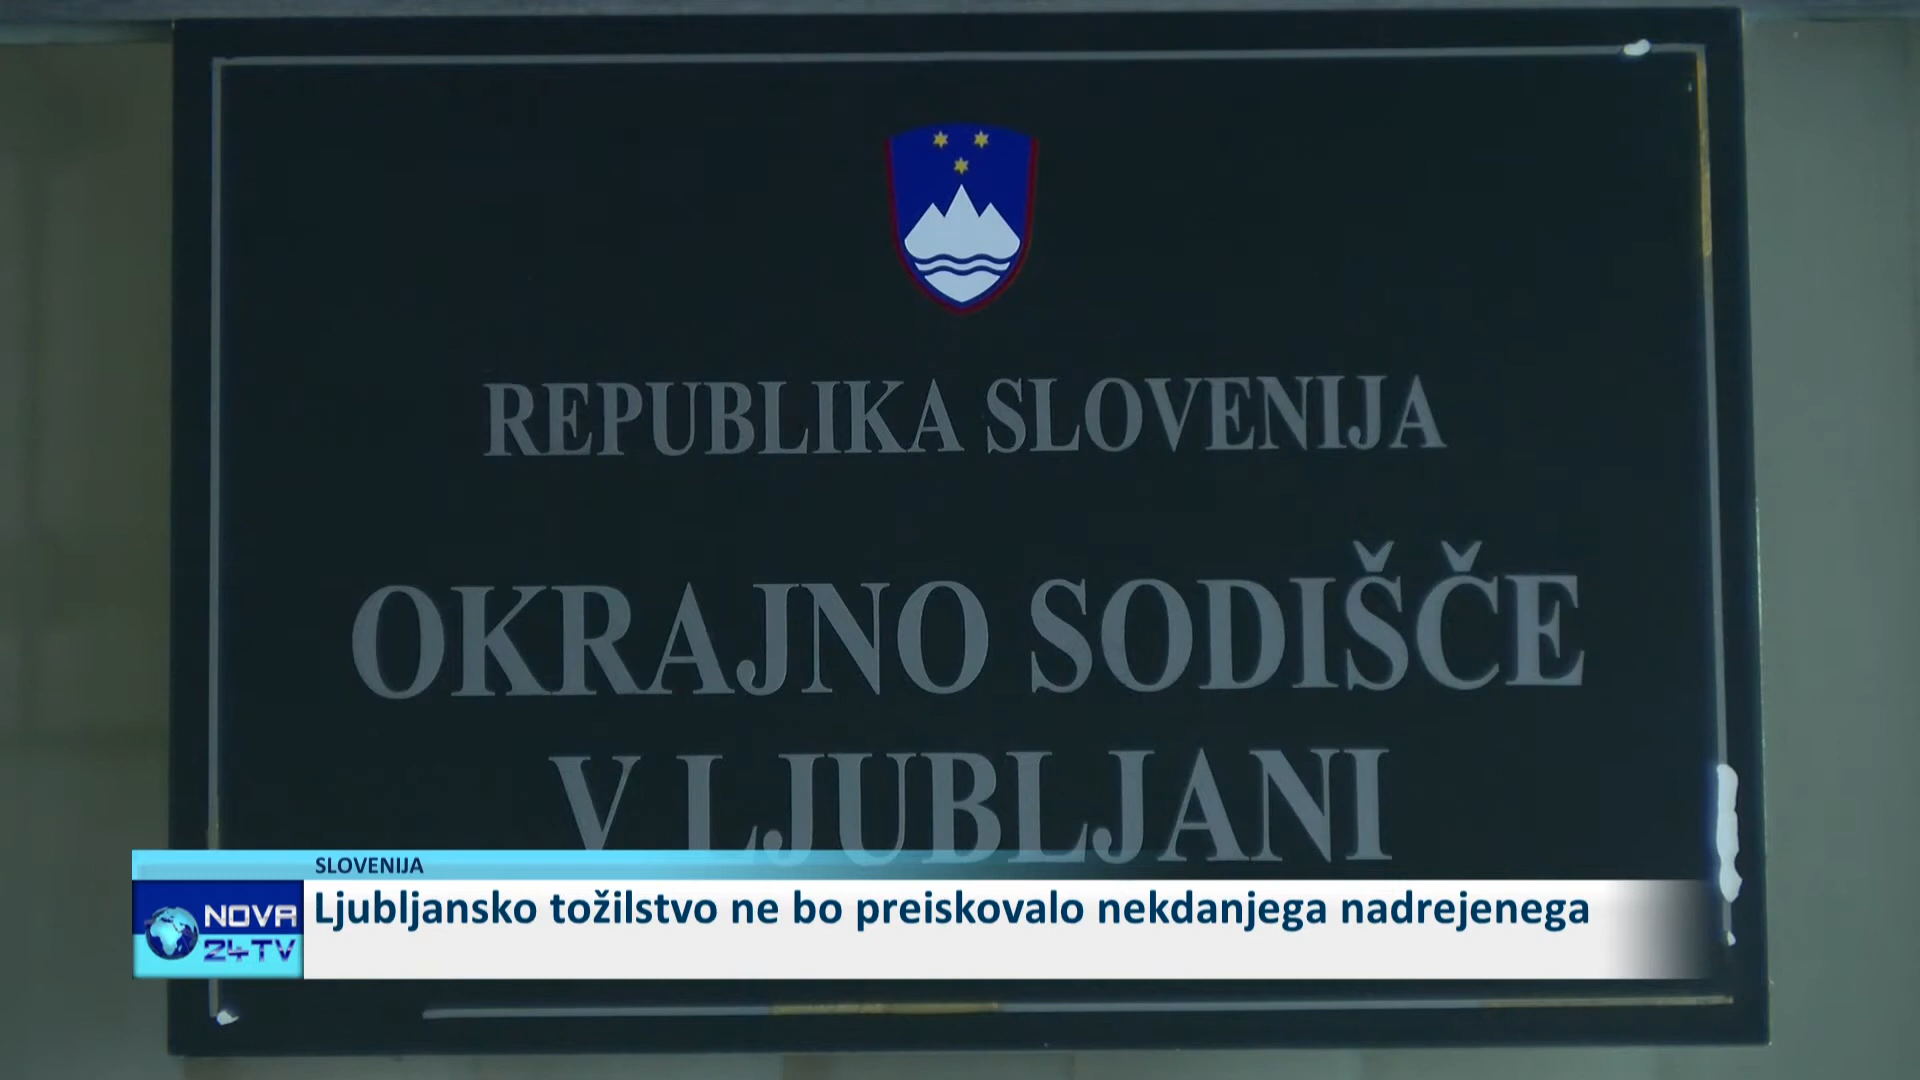 REPUBLIKA SLOVENIJA
OKRAJNO SODIŠČE
V LJUBLJANI
SLOVENIJA
NOVA
24TV
Ljubljansko tožilstvo ne bo preiskovalo nekdanjega nadrejenega